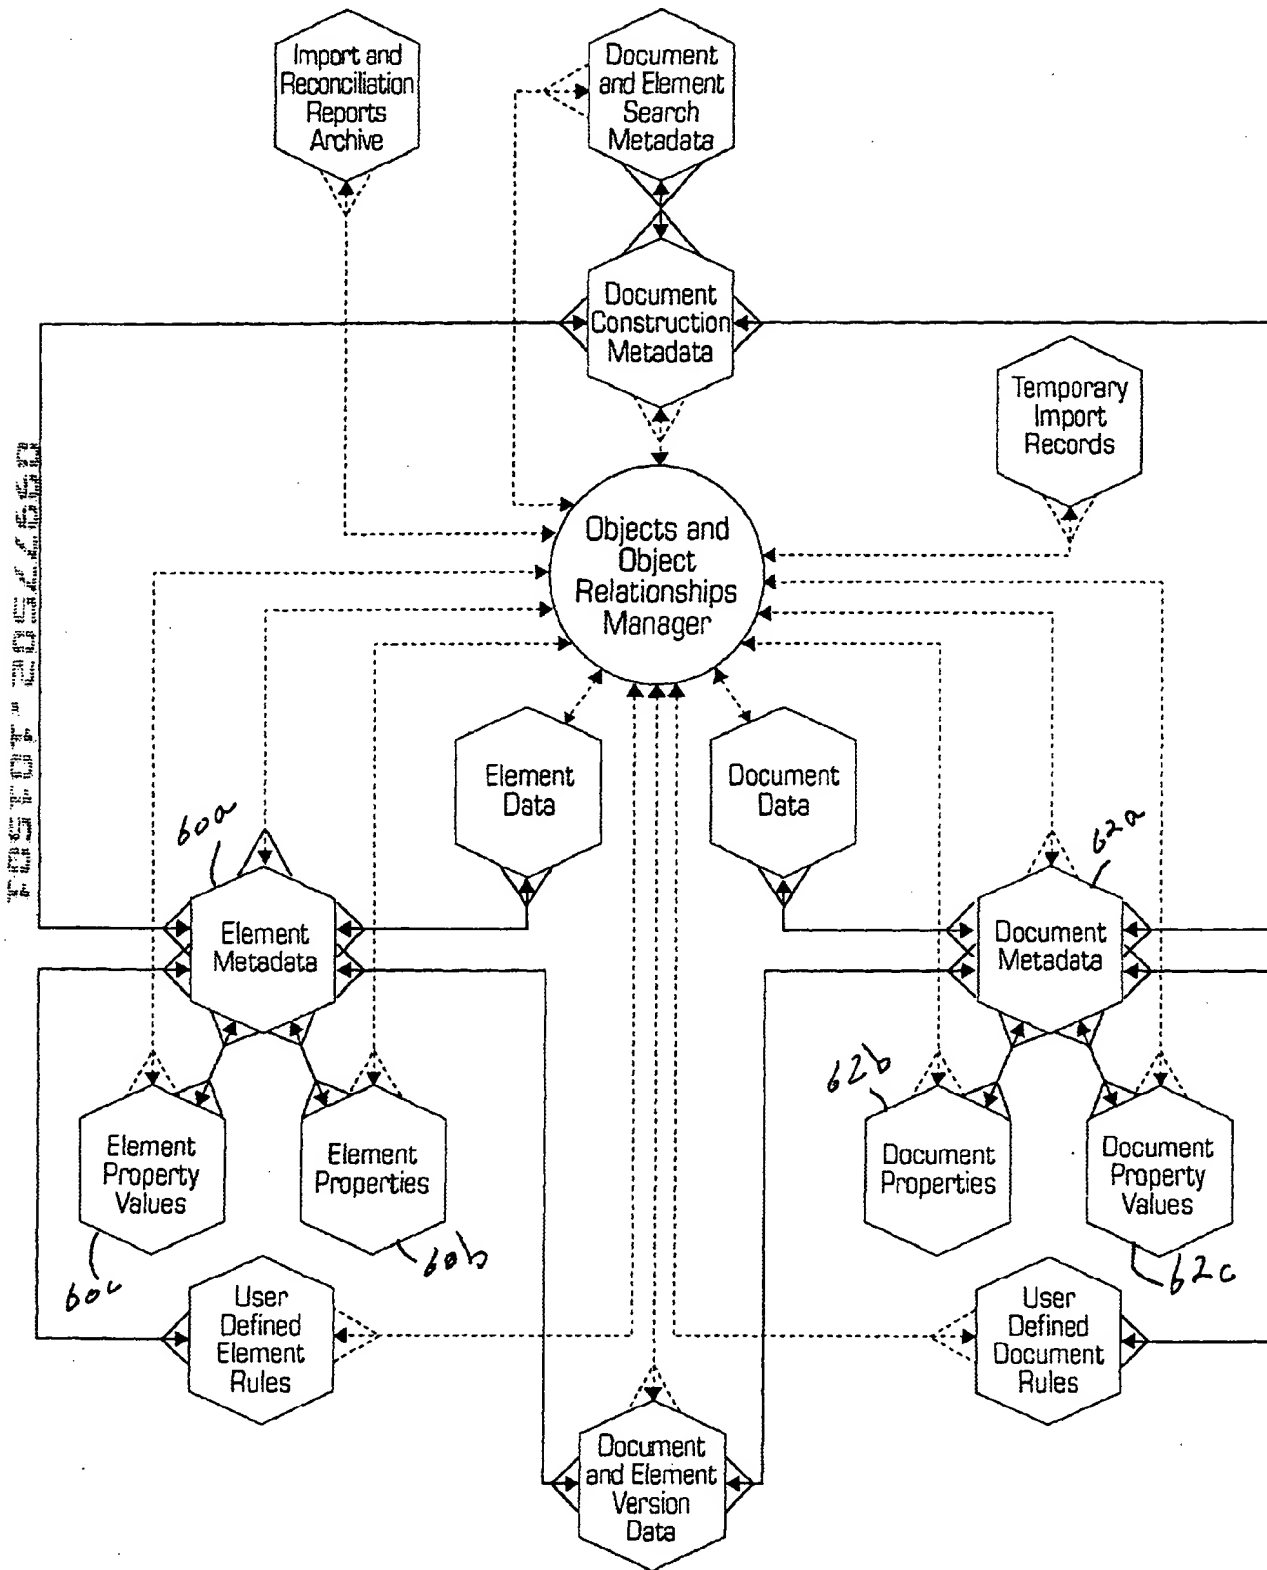 Import and
Reconciliation
Reports
Archive
Document
and Element
Search
Metadata
Document
Construction
Metadata
Temporary
Import
Records
Objects and
Object
Relationships
Manager
Element
Data
Document
Data
60a
62a
Element
Metadata
Document
Metadata
62b
Element
Property
Values
Element
Properties
Document
Properties
Document
Property
Values
60c
60b
62c
User
Defined
Element
Rules
User
Defined
Document
Rules
Document
and Element
Version
Data